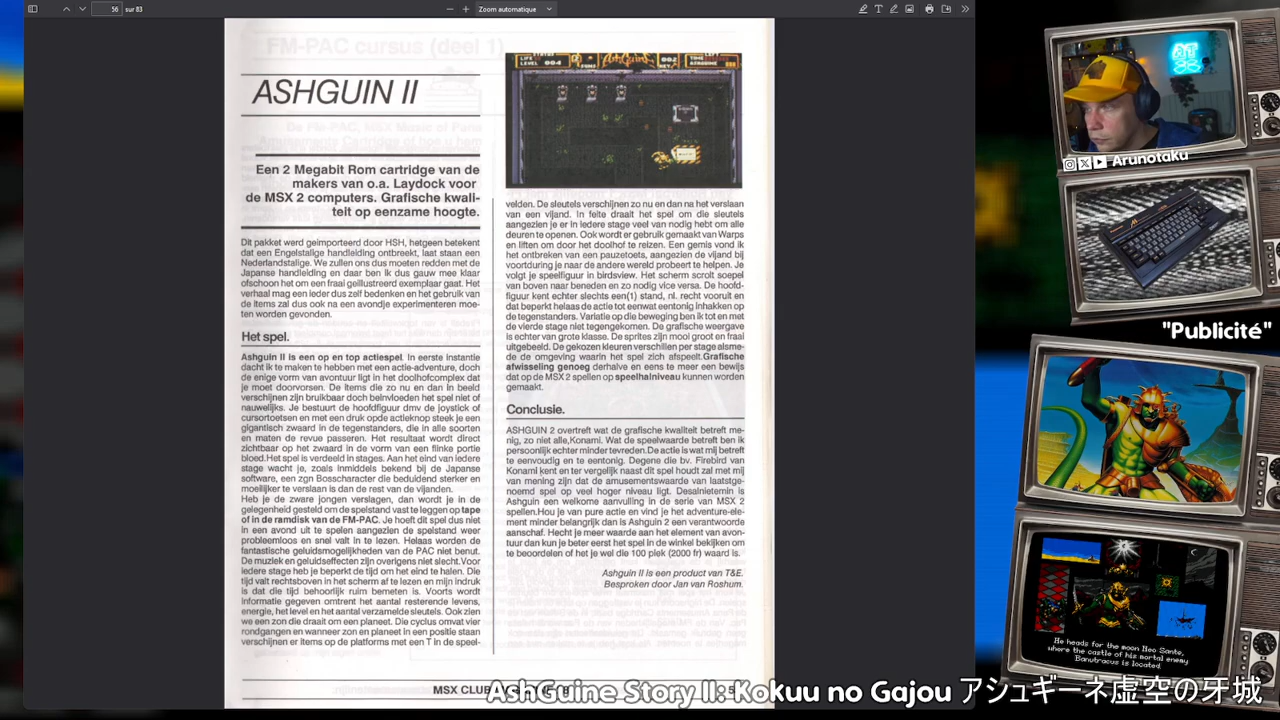 56 sur 83
Zoom automatique
ASHGUIN II
Een 2 Megabit Rom cartridge van de
makers van o.a. Laydock voor
de MSX 2 computers. Grafische kwali-
teit op eenzame hoogte.
Dit pakket werd geimporteerd door HSH, hetgeen betekent
dat een Engelstalige handleiding ontbreekt, laat staan een
Nederlandstalige. We zullen ons dus moeten redden met de
Japanse handleiding en daar ben ik dus gauw mee klaar
ofschoon het om een fraai geillustreerd exemplaar gaat. Het
verhaal mag een ieder dus zelf bedenken en het gebruik van
de items zal dus ook na een avondje experimenteren moe-
ten worden gevonden.
Het spel.
Ashguin II is een op en top actiespel. In eerste instantie
dacht ik te maken te hebben met een actie-adventure, doch
de enige vorm van avontuur ligt in het doolhofcomplex dat
je moet doorvorsen. De items die zo nu en dan in beeld
verschijnen zijn bruikbaar doch beinvloeden het spel niet of
nauwelijks. Je bestuurt de hoofdfiguur dmv de joystick of
cursortoetsen en met een druk opde actieknop steek je een
gigantisch zwaard in de tegenstanders, die in alle soorten
en maten de revue passeren. Het resultaat wordt direct
zichtbaar op het zwaard in de vorm van een flinke portie
bloed.Het spel is verdeeld in stages. Aan het eind van iedere
stage wacht je, zoals inmiddels bekend bij de Japanse
software, een zgn Bosscharacter die beduidend sterker en
moeilijker te verslaan is dan de rest van de vijanden.
Heb je de zware jongen verslagen, dan wordt je in de
gelegenheid gesteld om de spelstand vast te leggen op tape
of in de ramdisk van de FM-PAC. Je hoeft dit spel dus niet
in een avond uit te spelen aangezien de spelstand weer
probleemloos en snel valt in te lezen. Helaas worden de
fantastische geluidsmogelijkheden van de PAC niet benut.
De muziek en geluidseffecten zijn overigens niet slecht.Voor
iedere stage heb je beperkt de tijd om het eind te halen. Die
tijd valt rechtsboven in het scherm af te lezen en mijn indruk
is dat die tijd behoorlijk ruim bemeten is. Voorts wordt
informatie gegeven omtrent het aantal resterende levens,
energie, het level en het aantal verzamelde sleutels. Ook zien
we een zon die draait om een planeet. Die cyclus omvat vier
rondgangen en wanneer zon en planeet in een positie staan
verschijnen er items op de platforms met een T in de speel-
velden. De sleutels verschijnen zo nu en dan na het verslaan
van een vijand. In feite draait het spel om die sleutels
aangezien je er in iedere stage veel van nodig hebt om alle
deuren te openen. Ook wordt er gebruik gemaakt van Warps
en liften om door het doolhof te reizen. Een gemis vond ik
het ontbreken van een pauzetoets, aangezien de vijand bij
voortduring je naar de andere wereld probeert te helpen. Je
volgt je speelfiguur in birdsview. Het scherm scrolt soepel
van boven naar beneden en zo nodig vice versa. De hoofd-
figuur kent echter slechts een(1) stand, nl. recht vooruit en
dat beperkt helaas de actie tot eenwat eentonig inhakken op
de tegenstanders. Variatie op die beweging ben ik tot en met
de vierde stage niet tegengekomen. De grafische weergave
is echter van grote klasse. De sprites zijn mooi groot en fraai
uitgebeeld. De gekozen kleuren verschillen per stage alsme-
de de omgeving waarin het spel zich afspeelt.Grafische
afwisseling genoeg derhalve en eens te meer een bewijs
dat op de MSX 2 spellen op speelhalniveau kunnen worden
gemaakt.
Conclusie.
ASHGUIN 2 overtreft wat de grafische kwaliteit betreft me-
nig, zo niet alle,Konami. Wat de speelwaarde betreft ben ik
persoonlijk echter minder tevreden.De actie is wat mij betreft
te eenvoudig en te eentonig. Degene die bv. Firebird van
Konami kent en ter vergelijk naast dit spel houdt zal met mij
van mening zijn dat de amusementswaarde van laatstge-
noemd spel op veel hoger niveau ligt. Desalnietemin is
Ashguin een welkome aanvulling in de serie van MSX 2
spellen.Hou je van pure actie en vind je het adventure-ele-
ment minder belangrijk dan is Ashguin 2 een verantwoorde
aanschaf. Hecht je meer waarde aan het element van avon-
tuur dan kun je beter eerst het spel in de winkel bekijken om
te beoordelen of het je wel die 100 piek (2000 fr) waard is.
Ashguin II is een product van T&E.
Besproken door Jan van Roshum.
MSX CLUB
Arunotaku
"Publicité"
He heads for the moon Neo Sante,
where the castle of his mortal enemy
Banutracus is located.
AshGuine Story II: Kokuu no Gajou アシュギーネ虚空の牙城